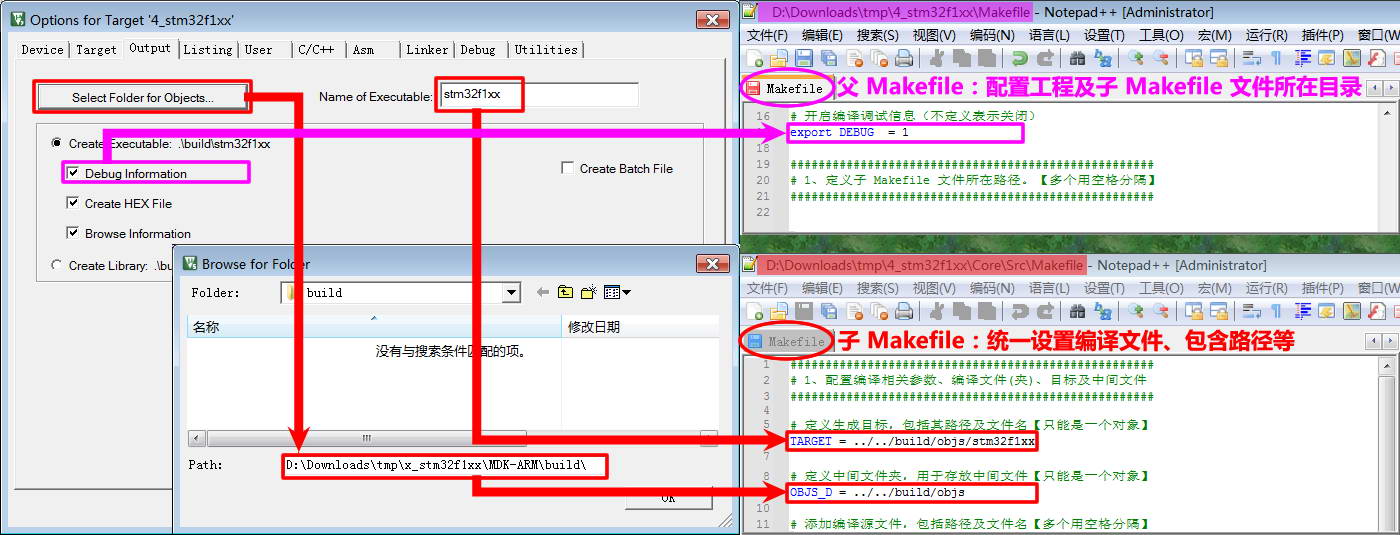 Options for Target '4_stm32f1xx'
Device Target Output Listing User C/C++ Asm Linker Debug Utilities
Select Folder for Objects...
Name of Executable: stm32f1xx
Create Executable: .\build\stm32f1xx
Debug Information
Create Batch File
Create HEX File
Browse Information
Create Library: .\bu
Browse for Folder
Folder: build
名称 修改日期
没有与搜索条件匹配的项。
Path: D:\Downloads\tmp\x_stm32f1xx\MDK-ARM\build\
OK
D:\Downloads\tmp\4_stm32f1xx\Makefile - Notepad++ [Administrator]
文件(F) 编辑(E) 搜索(S) 视图(V) 编码(N) 语言(L) 设置(T) 工具(O) 宏(M) 运行(R) 插件(P) 窗口(W
Makefile 父 Makefile：配置工程及子 Makefile 文件所在目录
16 # 开启编译调试信息（不定义表示关闭）
export DEBUG = 1
18
19 ####################################################
20 # 1、定义子 Makefile 文件所在路径。【多个用空格分隔】
21 ####################################################
22
D:\Downloads\tmp\4_stm32f1xx\Core\Src\Makefile - Notepad++ [Administrator]
文件(F) 编辑(E) 搜索(S) 视图(V) 编码(N) 语言(L) 设置(T) 工具(O) 宏(M) 运行(R) 插件(P) 窗口(W
Makefile 子 Makefile：统一设置编译文件、包含路径等
1 ####################################################
2 # 1、配置编译相关参数、编译文件(夹)、目标及中间文件
3 ####################################################
4
5 # 定义生成目标，包括其路径及文件名【只能是一个对象】
TARGET = ../../build/objs/stm32f1xx
7
8 # 定义中间文件夹，用于存放中间文件【只能是一个对象】
OBJS_D = ../../build/objs
10
11 # 添加编译源文件，包括路径及文件名【多个用空格分隔】